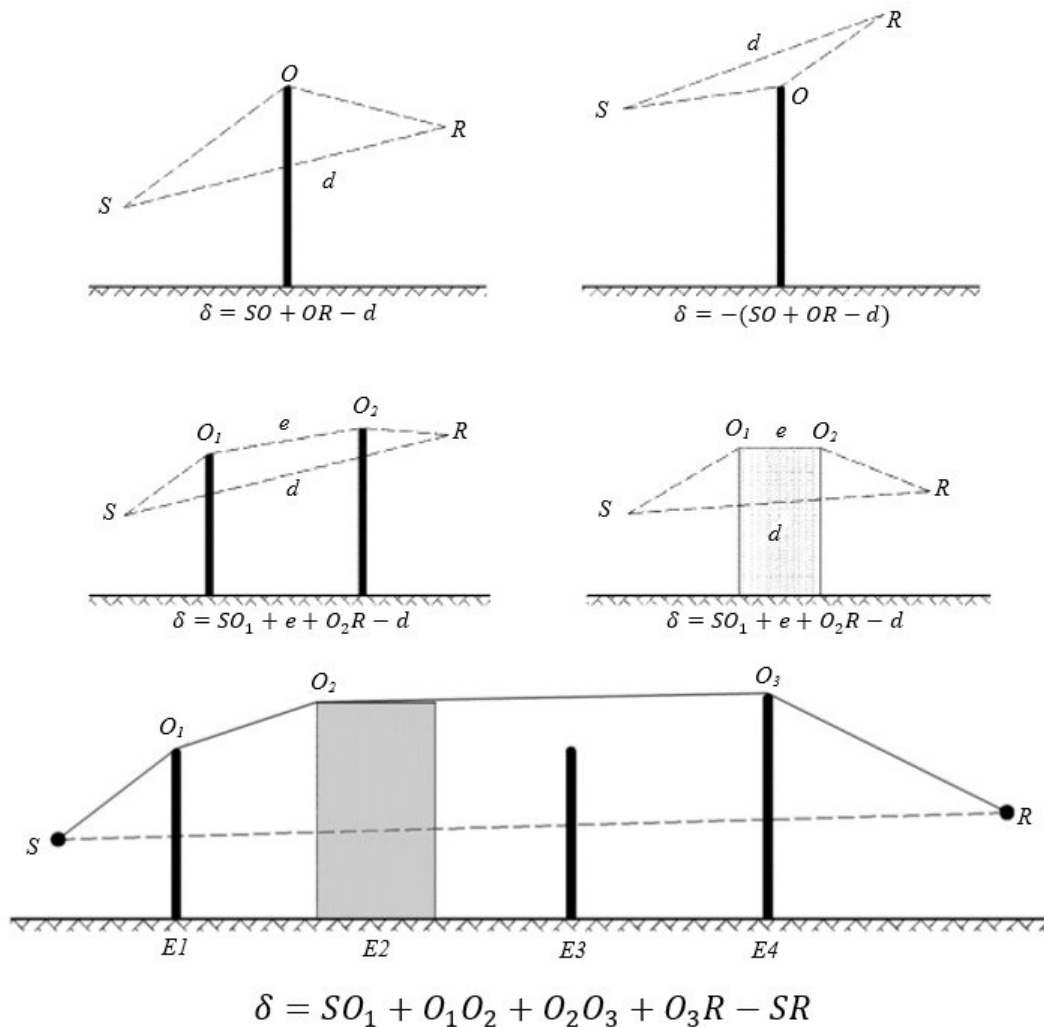 O
R
d
S
δ = SO + OR − d
R
d
S
O
δ = −(SO + OR − d)
O₁
e
O₂
R
d
S
δ = SO₁ + e + O₂R − d
O₁
e
O₂
R
S
d
δ = SO₁ + e + O₂R − d
O₁
O₂
O₃
S
R
E1
E2
E3
E4
δ = SO₁ + O₁O₂ + O₂O₃ + O₃R − SR